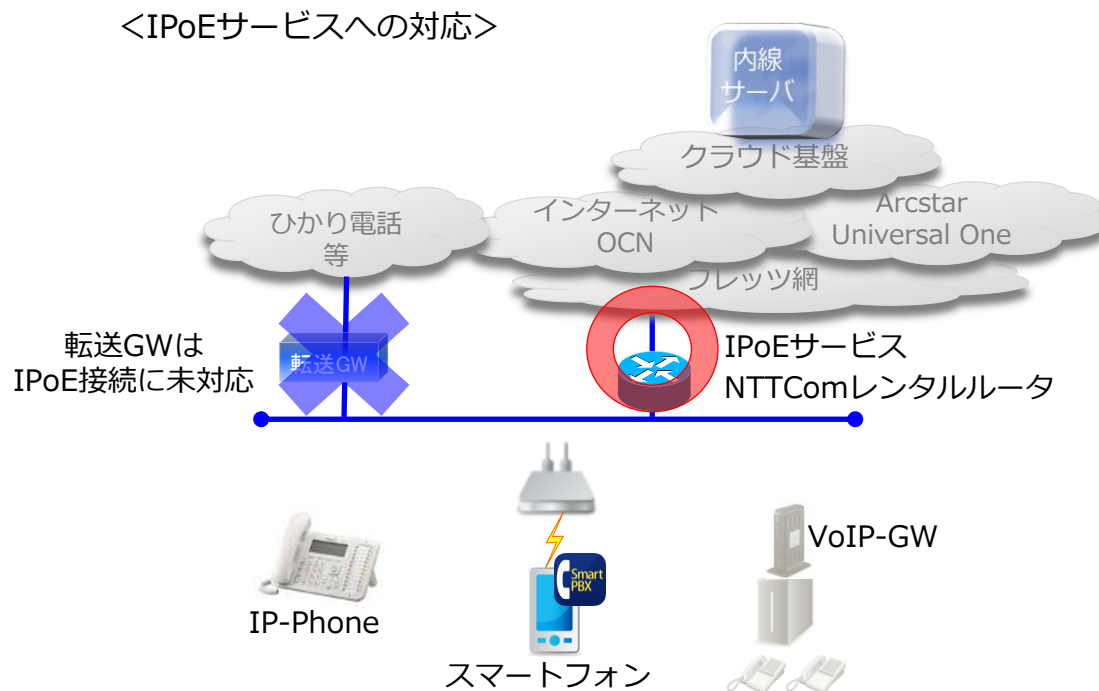 ＜IPoEサービスへの対応＞
内線
サーバ
クラウド基盤
ひかり電話
等
インターネット
OCN
Arcstar
Universal One
フレッツ網
転送GWは
IPoE接続に未対応
転送GW
IPoEサービス
NTTComレンタルルータ
IP-Phone
Smart
PBX
スマートフォン
VoIP-GW